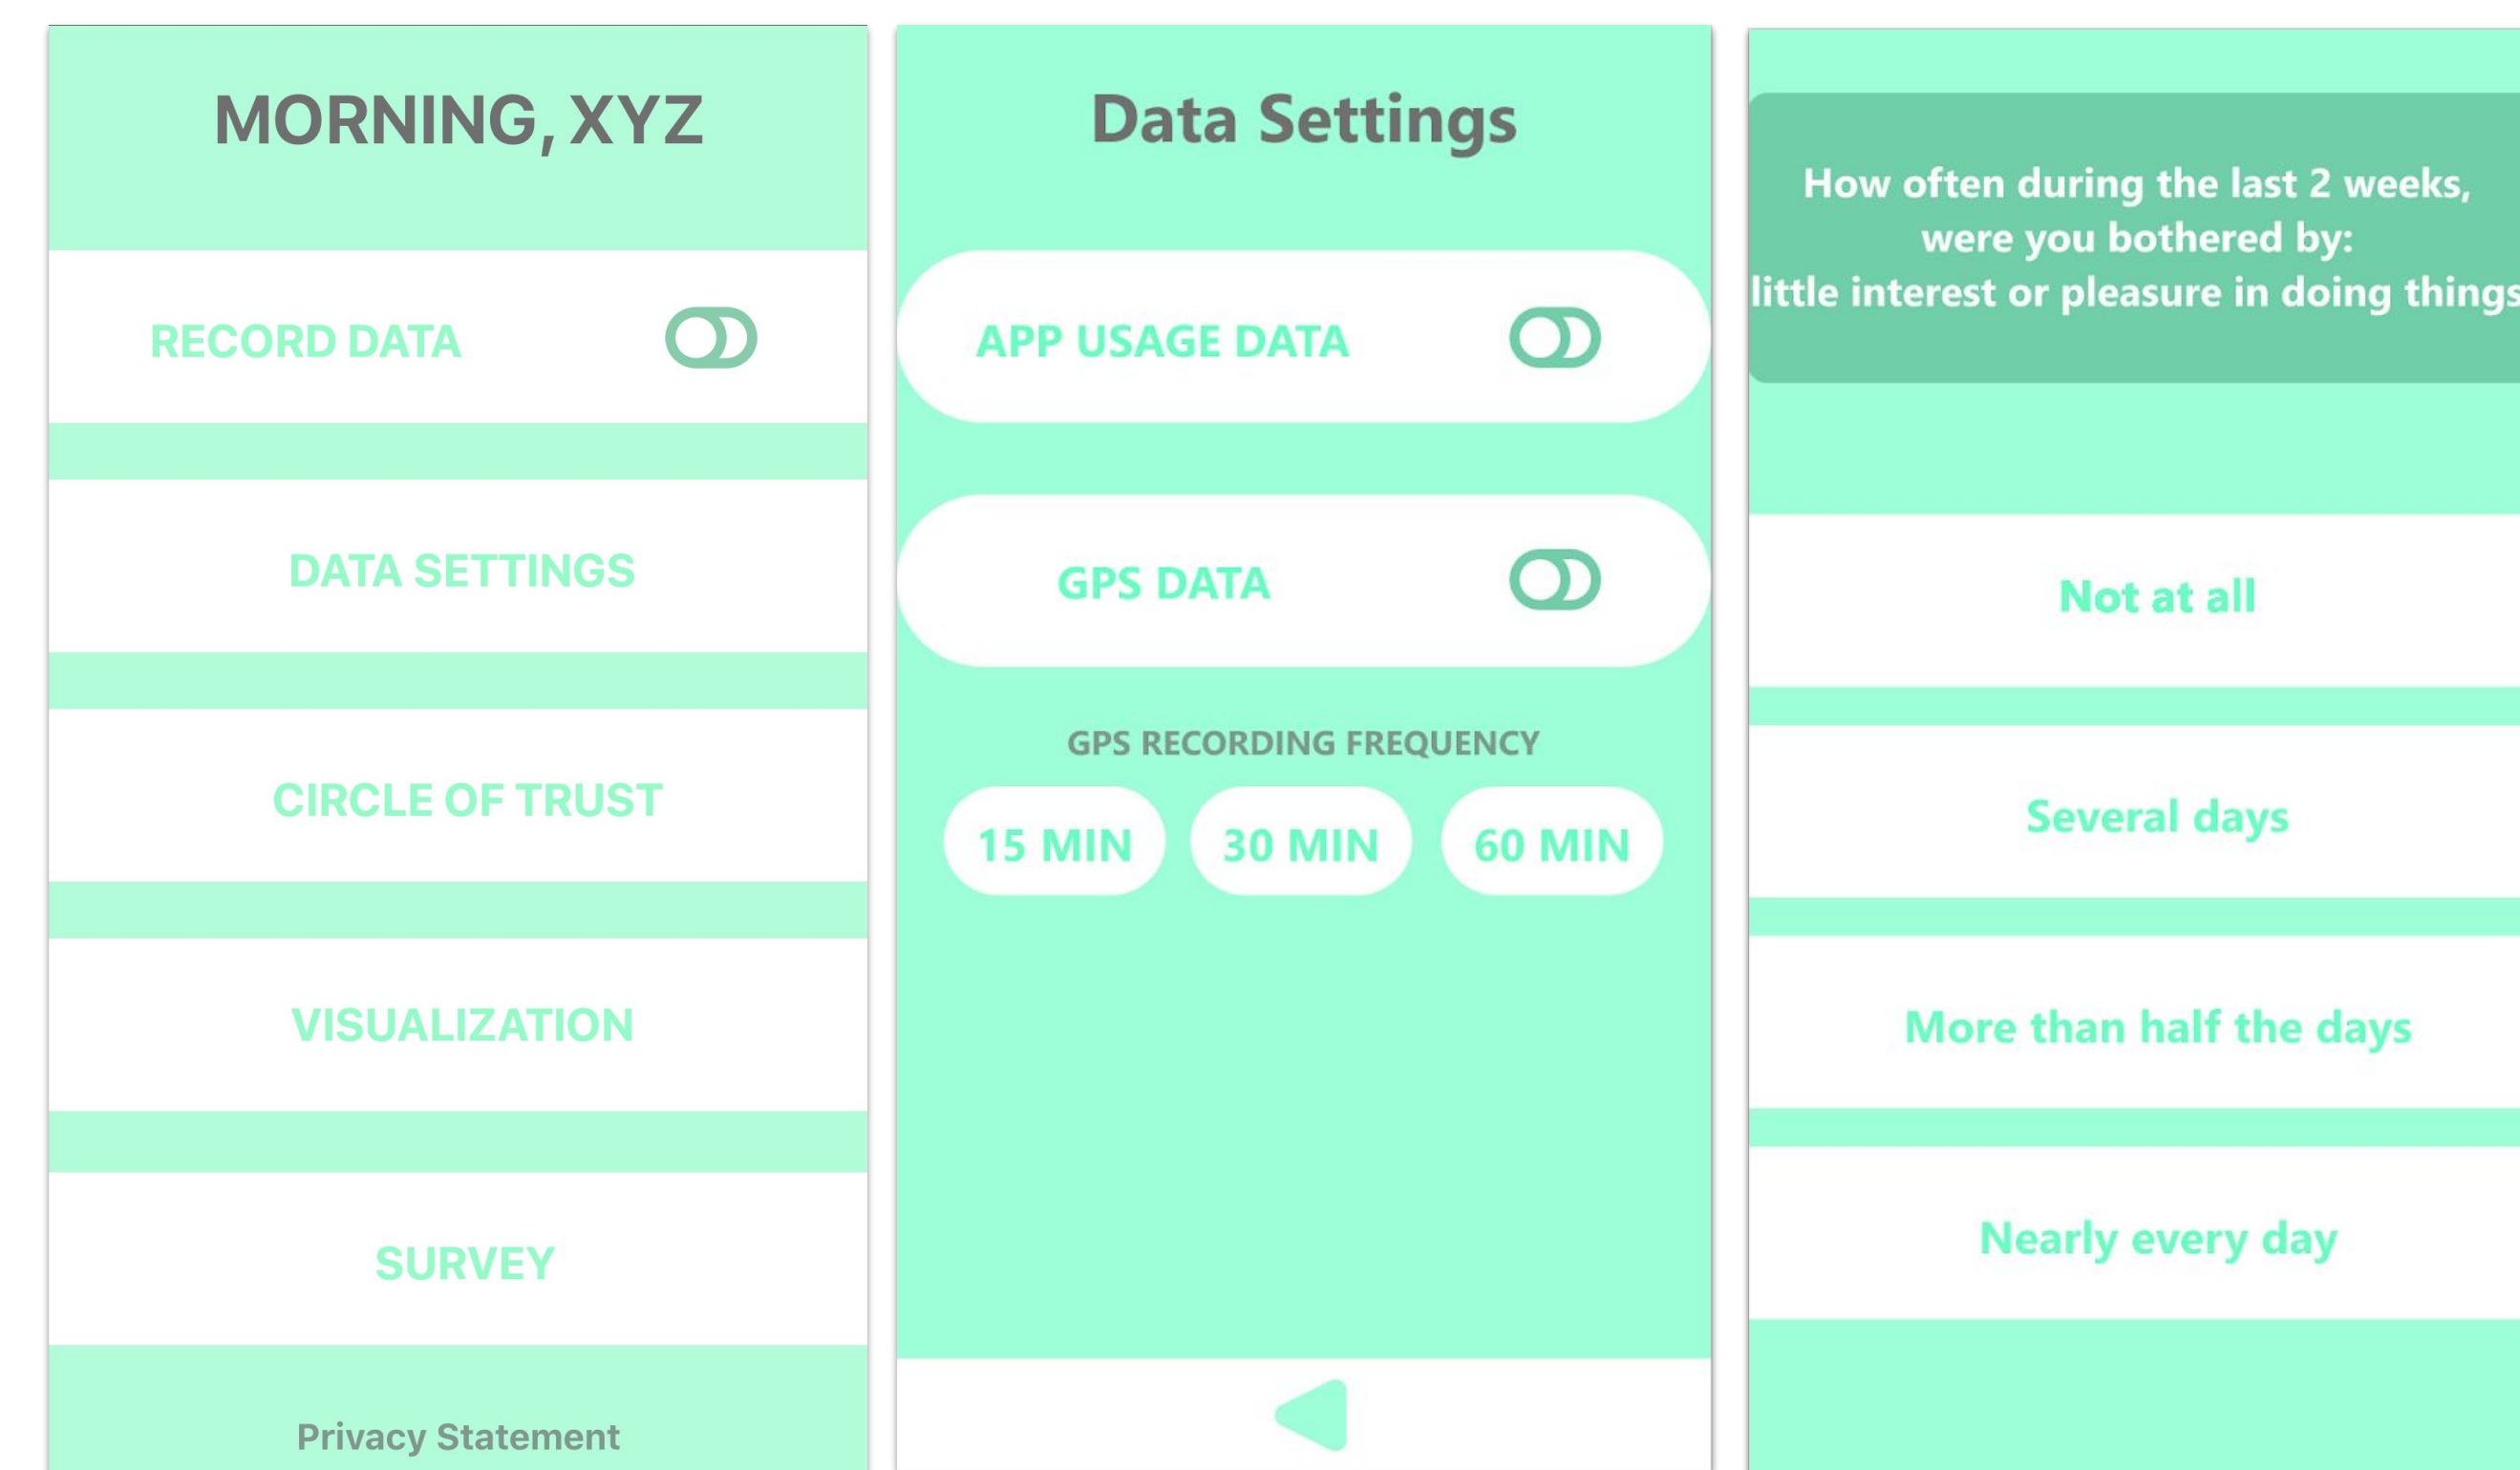 MORNING, XYZ
RECORD DATA
DATA SETTINGS
CIRCLE OF TRUST
VISUALIZATION
SURVEY
Privacy Statement
Data Settings
APP USAGE DATA
GPS DATA
GPS RECORDING FREQUENCY
15 MIN 30 MIN 60 MIN
How often during the last 2 weeks,
were you bothered by:
little interest or pleasure in doing things
Not at all
Several days
More than half the days
Nearly every day